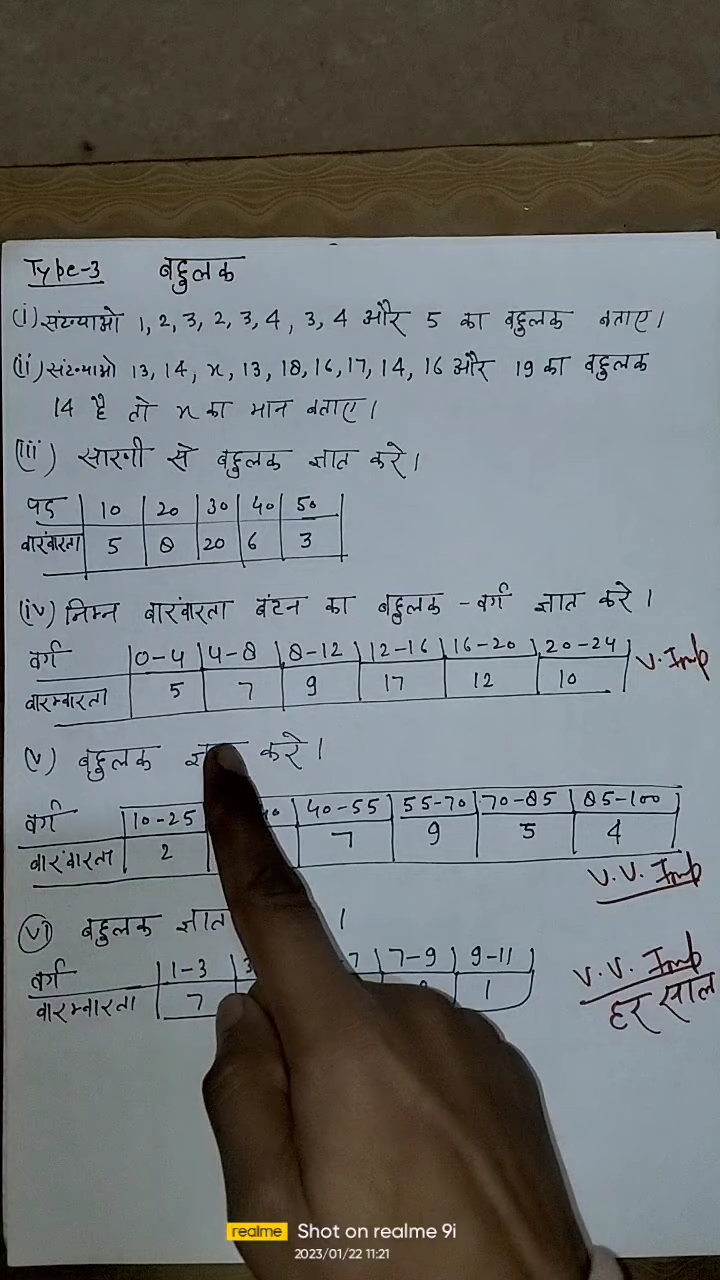 Type-3 बहुलक
(i) संख्याओ 1, 2, 3, 2, 3, 4, 3, 4 और 5 का बहुलक बताए।
(ii) संख्याओ 13, 14, x, 13, 18, 16, 17, 14, 16 और 19 का बहुलक
14 है तो x का मान बताए।
(iii) सारणी से बहुलक ज्ञात करे।
पद 10 20 30 40 50
बारंबारता 5 8 20 6 3
(iv) निम्न बारंबारता बंटन का बहुलक - वर्ग ज्ञात करे।
वर्ग 0-4 4-8 8-12 12-16 16-20 20-24 V. Imp
बारम्बारता 5 7 9 17 12 10
(v) बहुलक करे।
वर्ग 10-25 40-55 55-70 70-85 85-100
बारंबारता 2 7 9 5 4
V. V. Imp
(vi) बहुलक ज्ञात ।
वर्ग 1-3 7-9 9-11 V. V. Imp
बारम्बारता 7 1 हर साल
realme Shot on realme 9i
2023/01/22 11:21